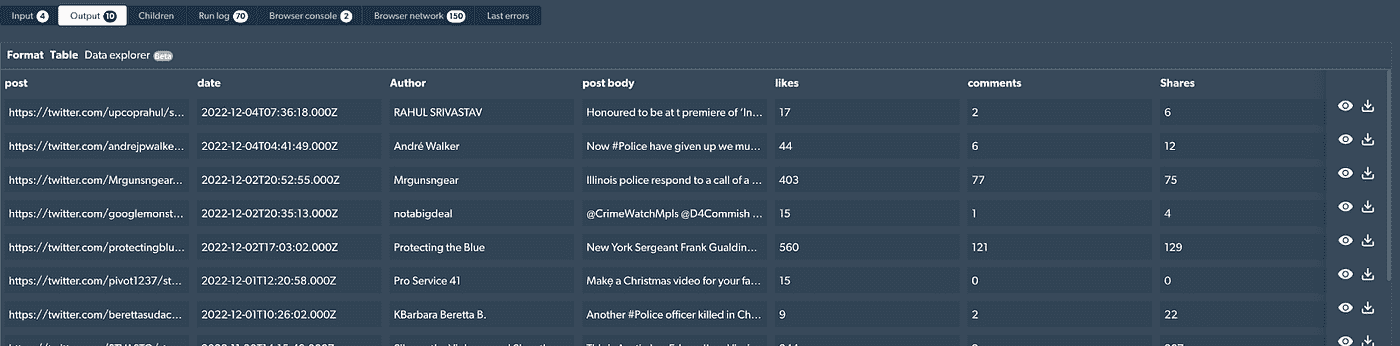 Input 4 Output 10 Children Run log 70 Browser console 2 Browser network 150 Last errors
Format Table Data explorer Beta
post date Author post body likes comments Shares
https://twitter.com/upcoprahul/s... 2022-12-04T07:36:18.000Z RAHUL SRIVASTAV Honoured to be at t premiere of ‘In... 17 2 6
https://twitter.com/andrejpwalke... 2022-12-04T04:41:49.000Z André Walker Now #Police have given up we mu... 44 6 12
https://twitter.com/Mrgunsngear... 2022-12-02T20:52:55.000Z Mrgunsngear Illinois police respond to a call of a ... 403 77 75
https://twitter.com/googlemonst... 2022-12-02T20:35:13.000Z notabigdeal @CrimeWatchMpls @D4Commish ... 15 1 4
https://twitter.com/protectingblu... 2022-12-02T17:03:02.000Z Protecting the Blue New York Sergeant Frank Gualdin... 560 121 129
https://twitter.com/pivot1237/st... 2022-12-01T12:20:58.000Z Pro Service 41 Make a Christmas video for your fa... 15 0 0
https://twitter.com/berettasudac... 2022-12-01T10:26:02.000Z KBarbara Beretta B. Another #Police officer killed in Ch... 9 2 22